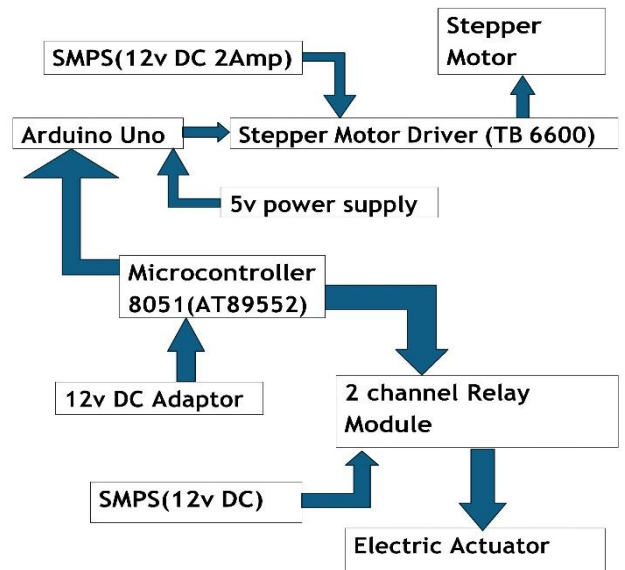 Stepper
Motor
SMPS(12v DC 2Amp)
Arduino Uno
Stepper Motor Driver (TB 6600)
5v power supply
Microcontroller
8051(AT89552)
12v DC Adaptor
2 channel Relay
Module
SMPS(12v DC)
Electric Actuator